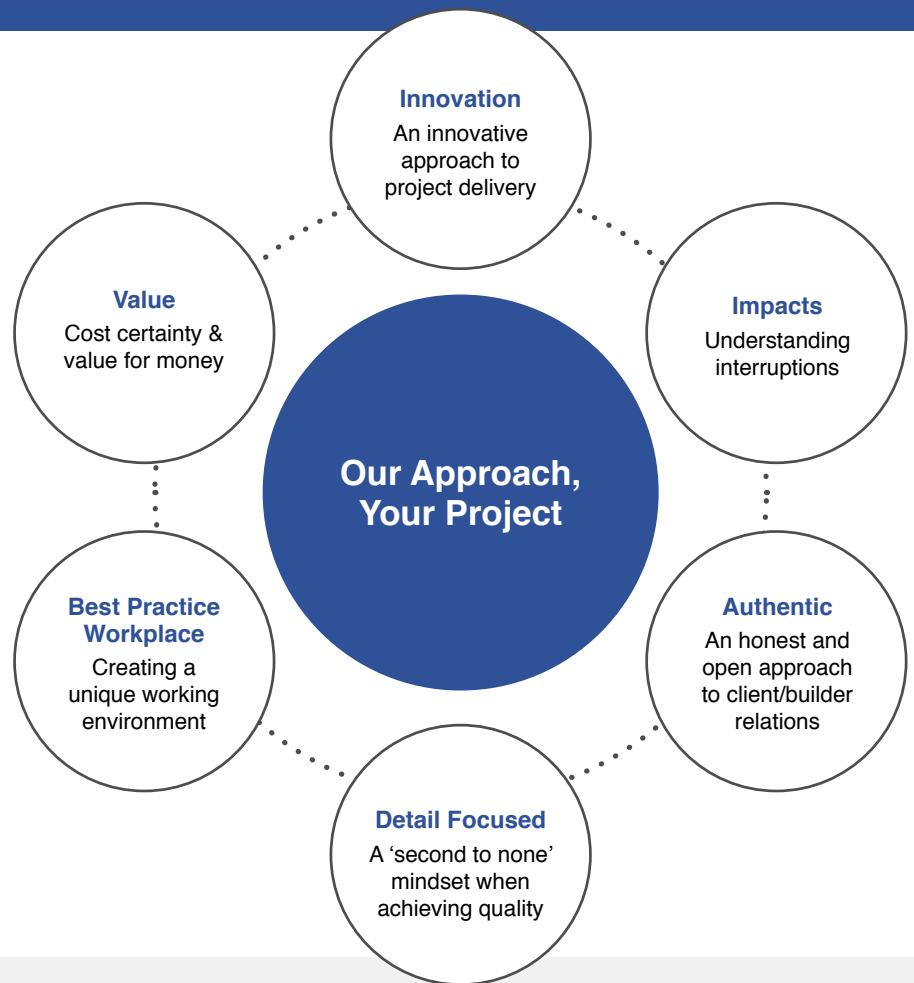 Innovation
An innovative
approach to
project delivery
Value
Cost certainty &
value for money
Impacts
Understanding
interruptions
Our Approach,
Your Project
Best Practice
Workplace
Creating a
unique working
environment
Authentic
An honest and
open approach
to client/builder
relations
Detail Focused
A ‘second to none’
mindset when
achieving quality